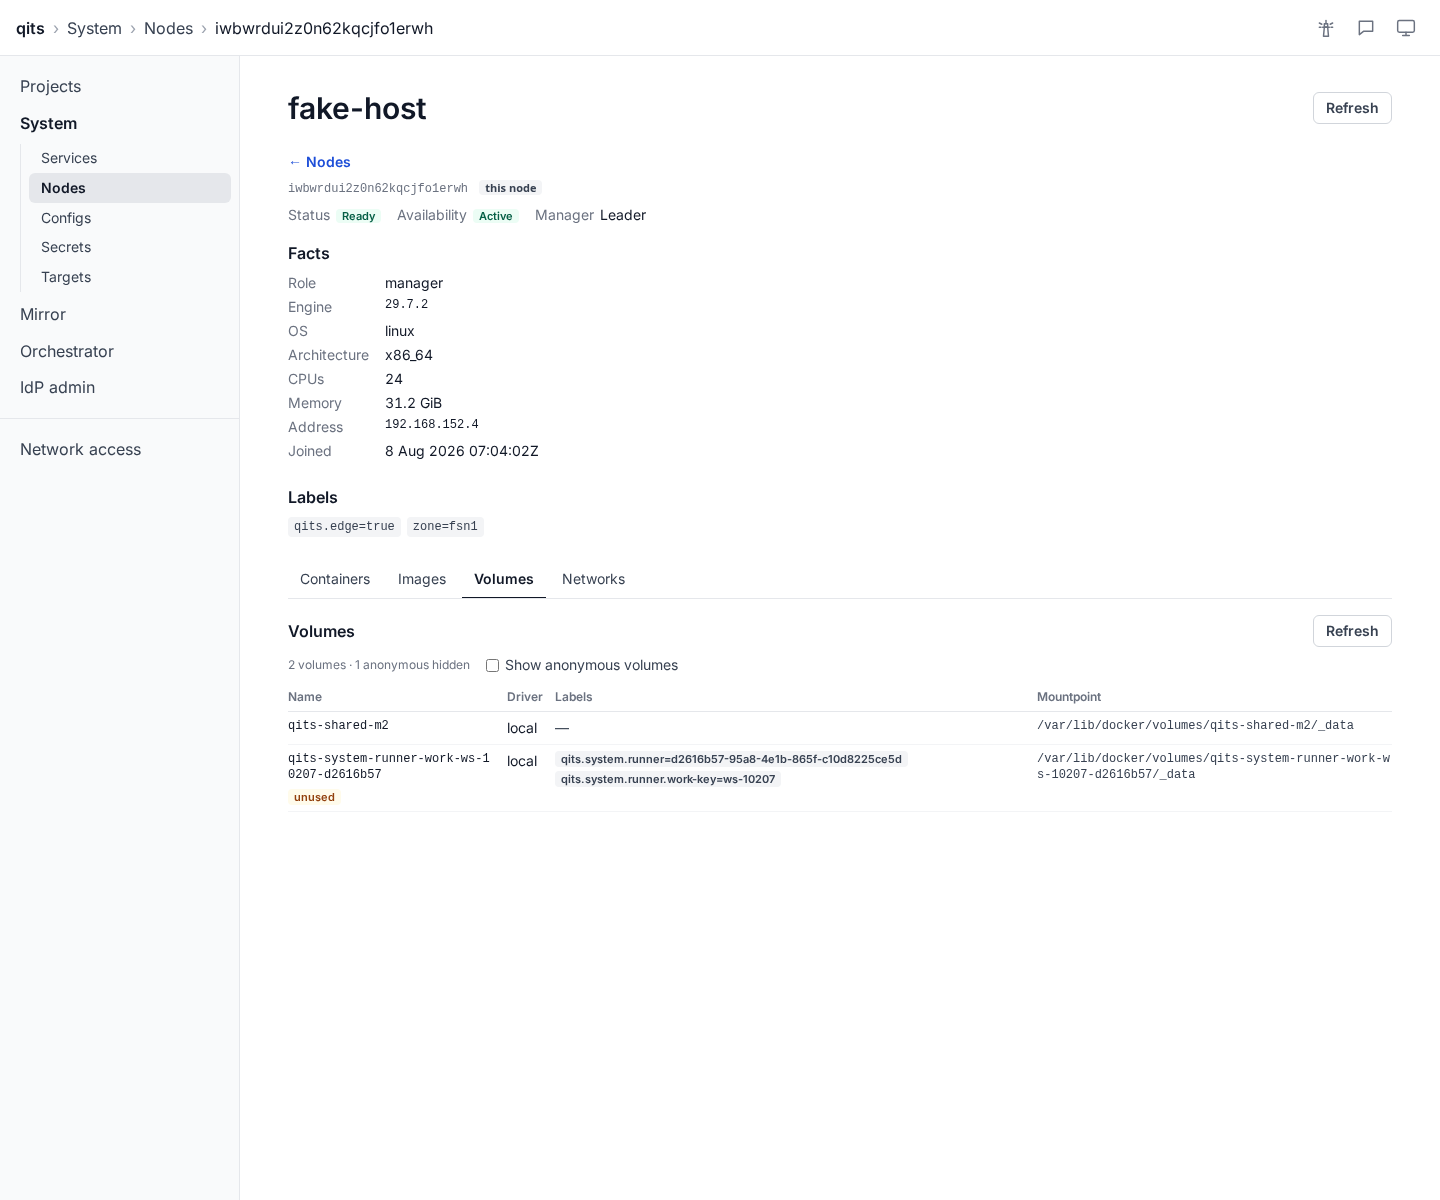 qits › System › Nodes › iwbwrdui2z0n62kqcjfo1erwh
Projects
System
Services
Nodes
Configs
Secrets
Targets
Mirror
Orchestrator
IdP admin
Network access
fake-host
Refresh
← Nodes
iwbwrdui2z0n62kqcjfo1erwh this node
Status Ready Availability Active Manager Leader
Facts
Role manager
Engine 29.7.2
OS linux
Architecture x86_64
CPUs 24
Memory 31.2 GiB
Address 192.168.152.4
Joined 8 Aug 2026 07:04:02Z
Labels
qits.edge=true zone=fsn1
Containers Images Volumes Networks
Volumes
Refresh
2 volumes · 1 anonymous hidden Show anonymous volumes
Name Driver Labels Mountpoint
qits-shared-m2 local — /var/lib/docker/volumes/qits-shared-m2/_data
qits-system-runner-work-ws-1
0207-d2616b57
unused
local
qits.system.runner=d2616b57-95a8-4e1b-865f-c10d8225ce5d
qits.system.runner.work-key=ws-10207
/var/lib/docker/volumes/qits-system-runner-work-w
s-10207-d2616b57/_data